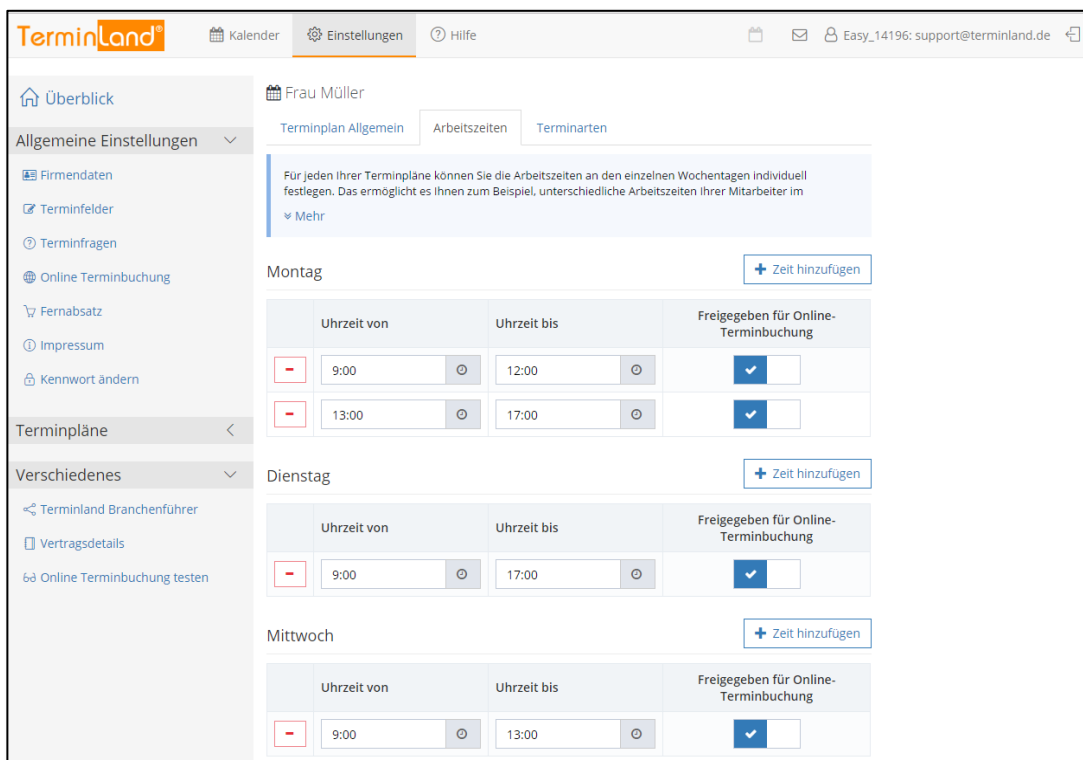 TerminLand®
Kalender
Einstellungen
Hilfe
Easy_14196: support@terminland.de
Überblick
Allgemeine Einstellungen
Firmendaten
Terminfelder
Terminfragen
Online Terminbuchung
Fernabsatz
Impressum
Kennwort ändern
Terminpläne
Verschiedenes
Terminland Branchenführer
Vertragsdetails
Online Terminbuchung testen
Frau Müller
Terminplan Allgemein
Arbeitszeiten
Terminarten
Für jeden Ihrer Terminpläne können Sie die Arbeitszeiten an den einzelnen Wochentagen individuell
festlegen. Das ermöglicht es Ihnen zum Beispiel, unterschiedliche Arbeitszeiten Ihrer Mitarbeiter im
Mehr
Montag
Zeit hinzufügen
Uhrzeit von
Uhrzeit bis
Freigegeben für Online-
Terminbuchung
9:00
12:00
13:00
17:00
Dienstag
Zeit hinzufügen
Uhrzeit von
Uhrzeit bis
Freigegeben für Online-
Terminbuchung
9:00
17:00
Mittwoch
Zeit hinzufügen
Uhrzeit von
Uhrzeit bis
Freigegeben für Online-
Terminbuchung
9:00
13:00